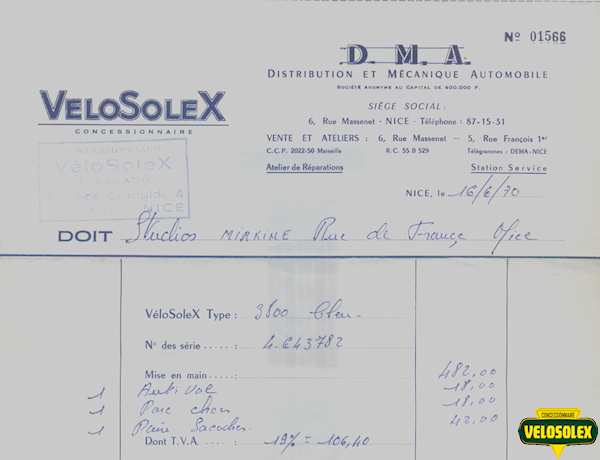 Nº 01566
D. M. A.
DISTRIBUTION ET MÉCANIQUE AUTOMOBILE
SOCIÉTÉ ANONYME AU CAPITAL DE 400.000 F.
VELOSOLEX
CONCESSIONNAIRE
SIÈGE SOCIAL:
6, Rue Massenet - NICE - Téléphone : 87-15-31
VENTE ET ATELIERS : 6, Rue Massenet — 5, Rue François 1er
C.C.P. 2022-50 Marseille R.C. 55 B 529 Télégrammes : DEMA-NICE
Atelier de Réparations Station Service
VéloSoleX
NICE
NICE, le 16/6/70
DOIT Studios MIRKINE Rue de France Nice
VéloSoleX Type : 3800
Nº des série ..... : 4.643782
Mise en main ..... : 482,00
1 Anti Vol 18,00
1 Pare 18,00
1 Paire Sacoches 42,00
Dont T.V.A. ..... : 19% = 106,40
CONCESSIONNAIRE
VELOSOLEX